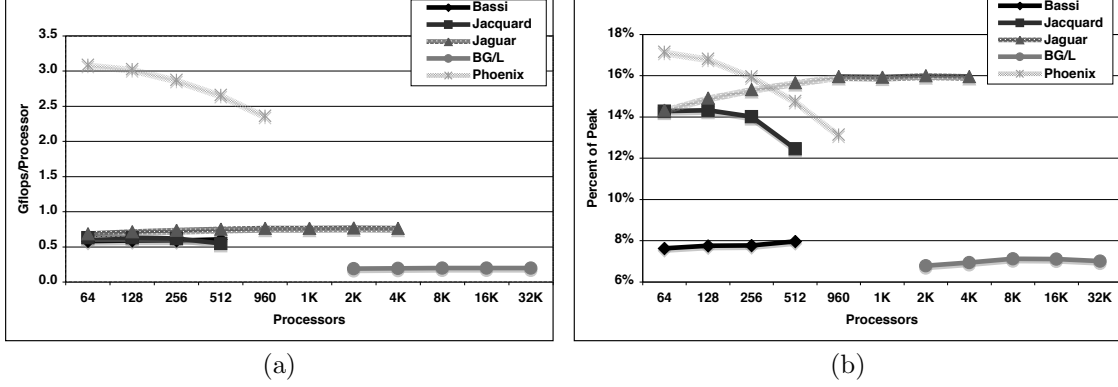 Bassi
Jacquard
Jaguar
BG/L
Phoenix
3.5
3.0
2.5
2.0
1.5
1.0
0.5
0.0
Gflops/Processor
64 128 256 512 960 1K 2K 4K 8K 16K 32K
Processors
(a)
Bassi
Jacquard
Jaguar
BG/L
Phoenix
18%
16%
14%
12%
10%
8%
6%
Percent of Peak
64 128 256 512 960 1K 2K 4K 8K 16K 32K
Processors
(b)